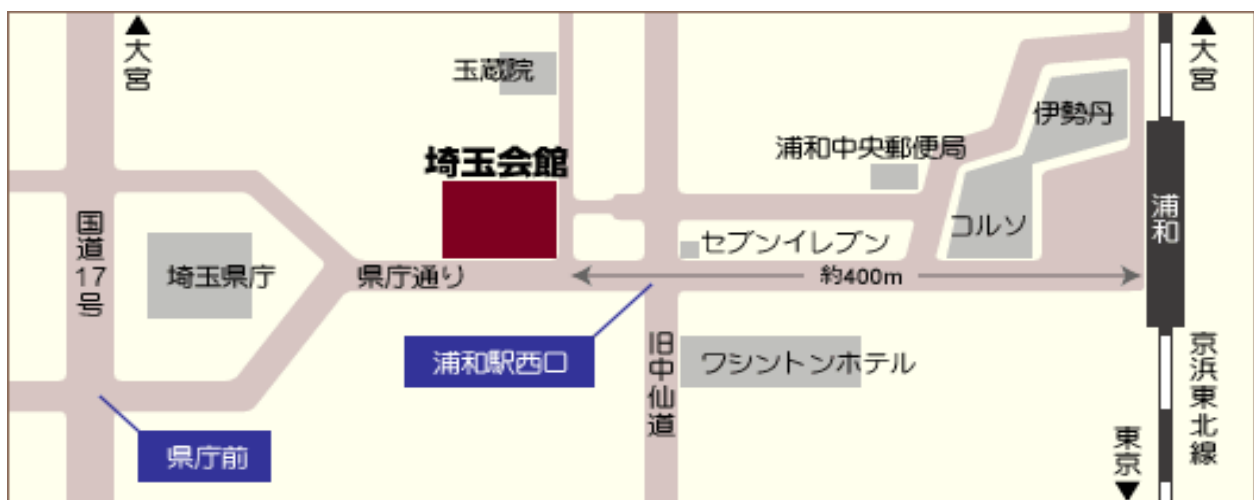 ▲大宮
▲大宮
玉蔵院
伊勢丹
浦和中央郵便局
埼玉会館
浦和
国道17号
コルソ
セブンイレブン
埼玉県庁
県庁通り
約400m
浦和駅西口
旧中仙道
ワシントンホテル
京浜東北線
県庁前
東京▼